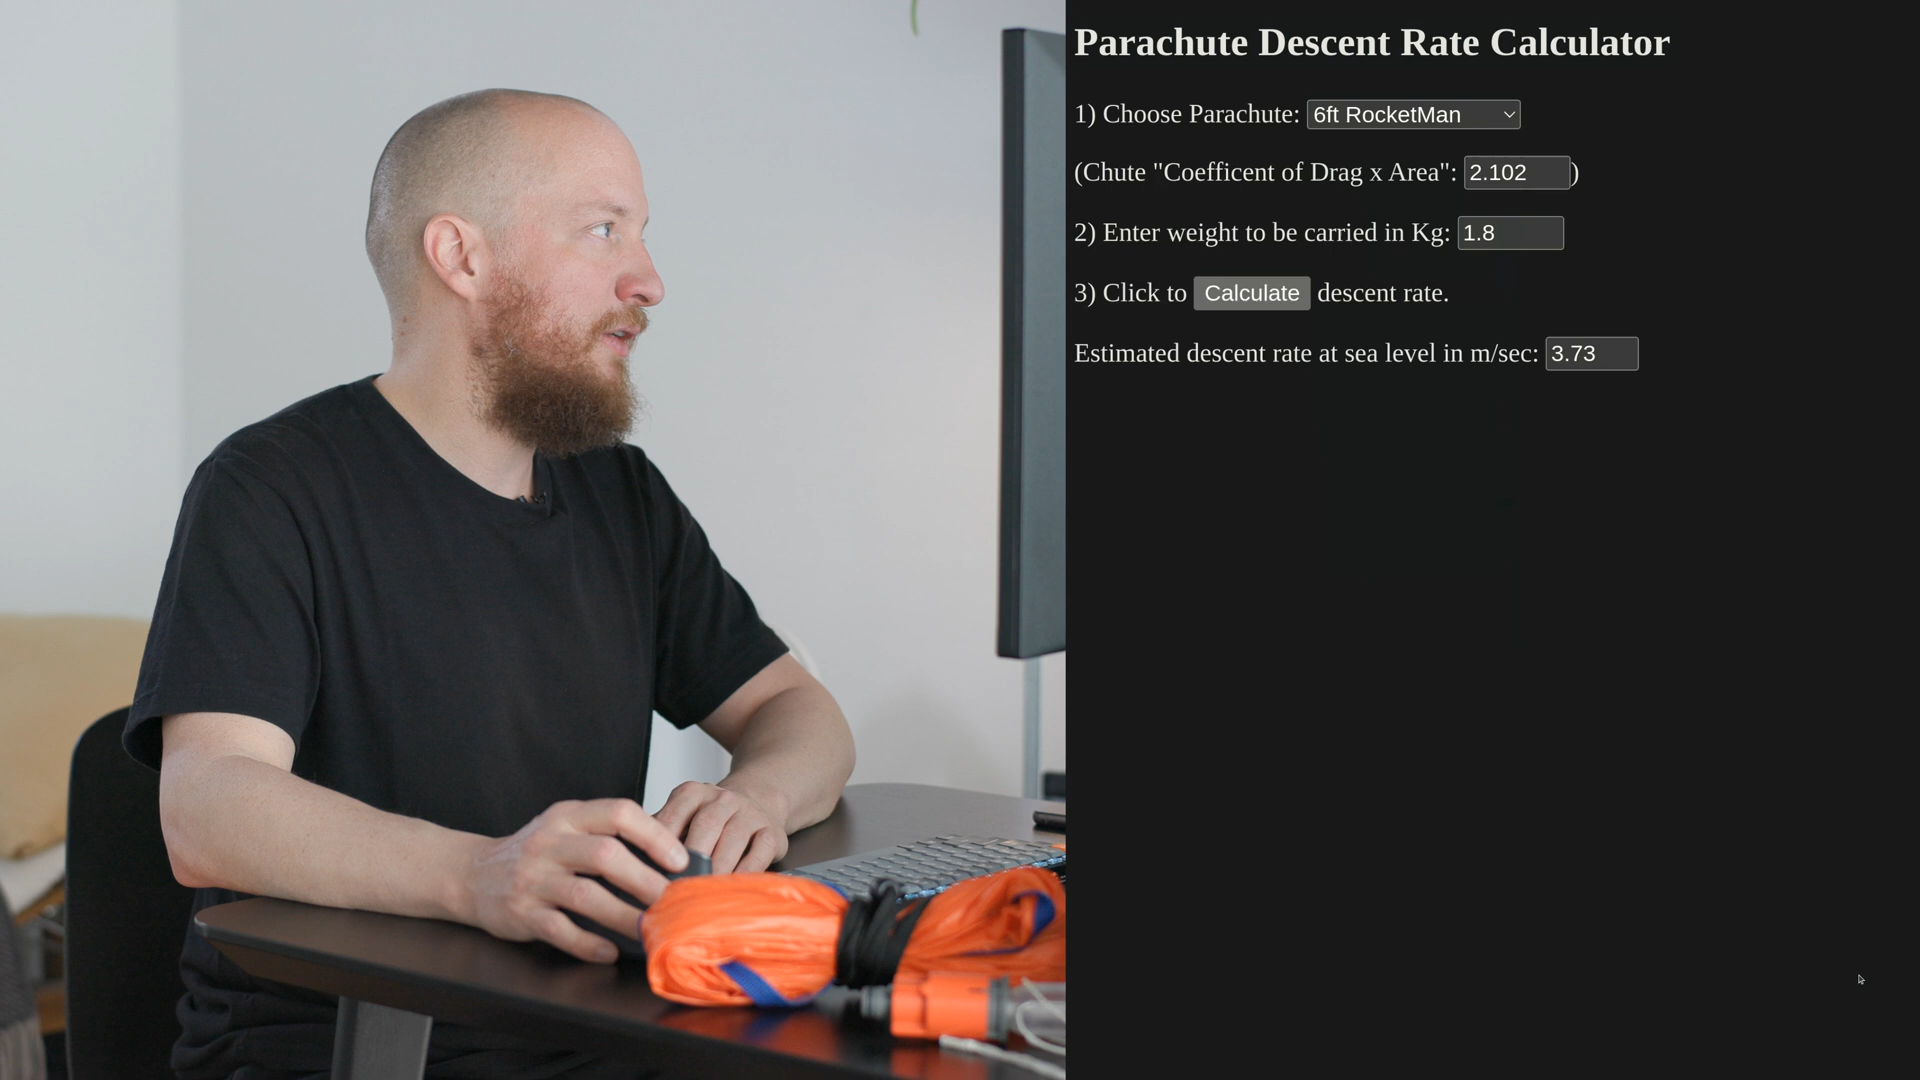 Parachute Descent Rate Calculator
1) Choose Parachute: 6ft RocketMan
(Chute "Coefficent of Drag x Area": 2.102)
2) Enter weight to be carried in Kg: 1.8
3) Click to Calculate descent rate.
Estimated descent rate at sea level in m/sec: 3.73